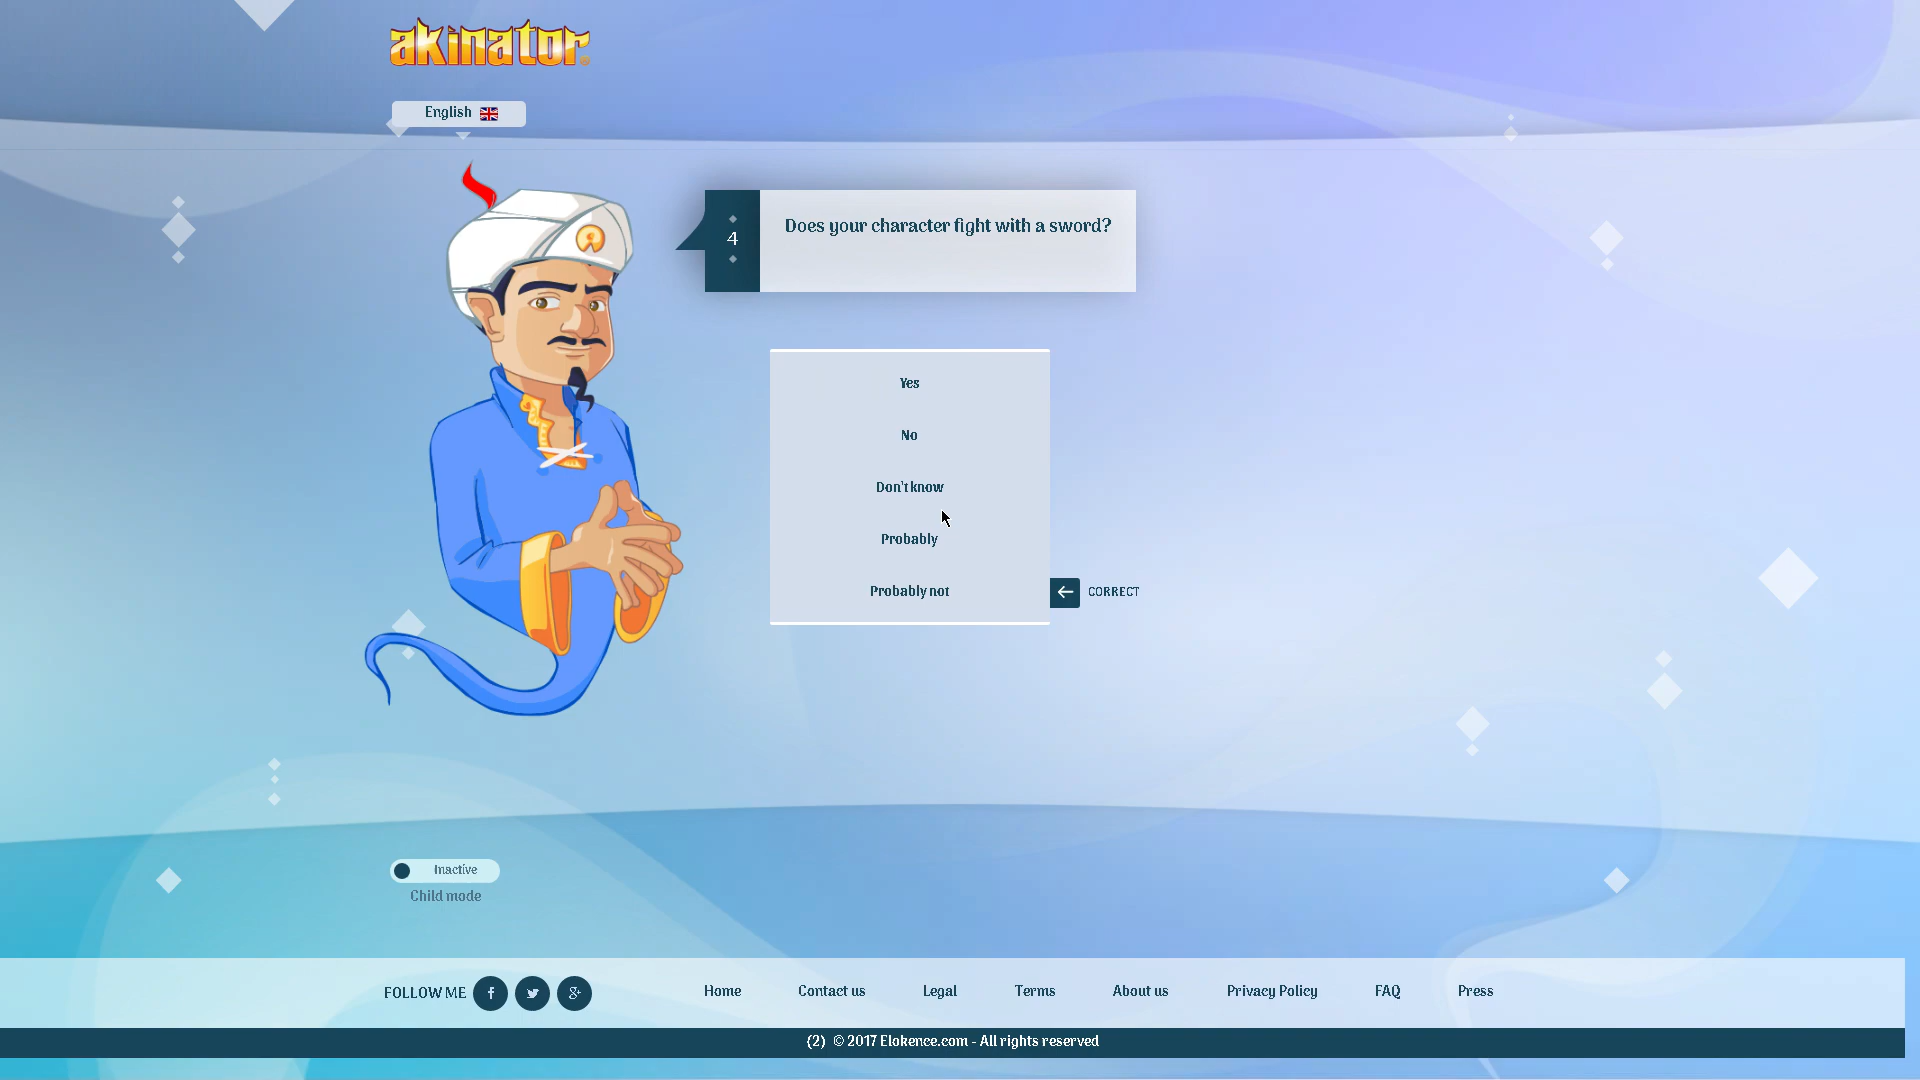 akinator
English
4
Does your character fight with a sword?
Yes
No
Don't know
Probably
Probably not
CORRECT
Inactive
Child mode
FOLLOW ME
Home
Contact us
Legal
Terms
About us
Privacy Policy
FAQ
Press
(2) © 2017 Elokence.com - All rights reserved